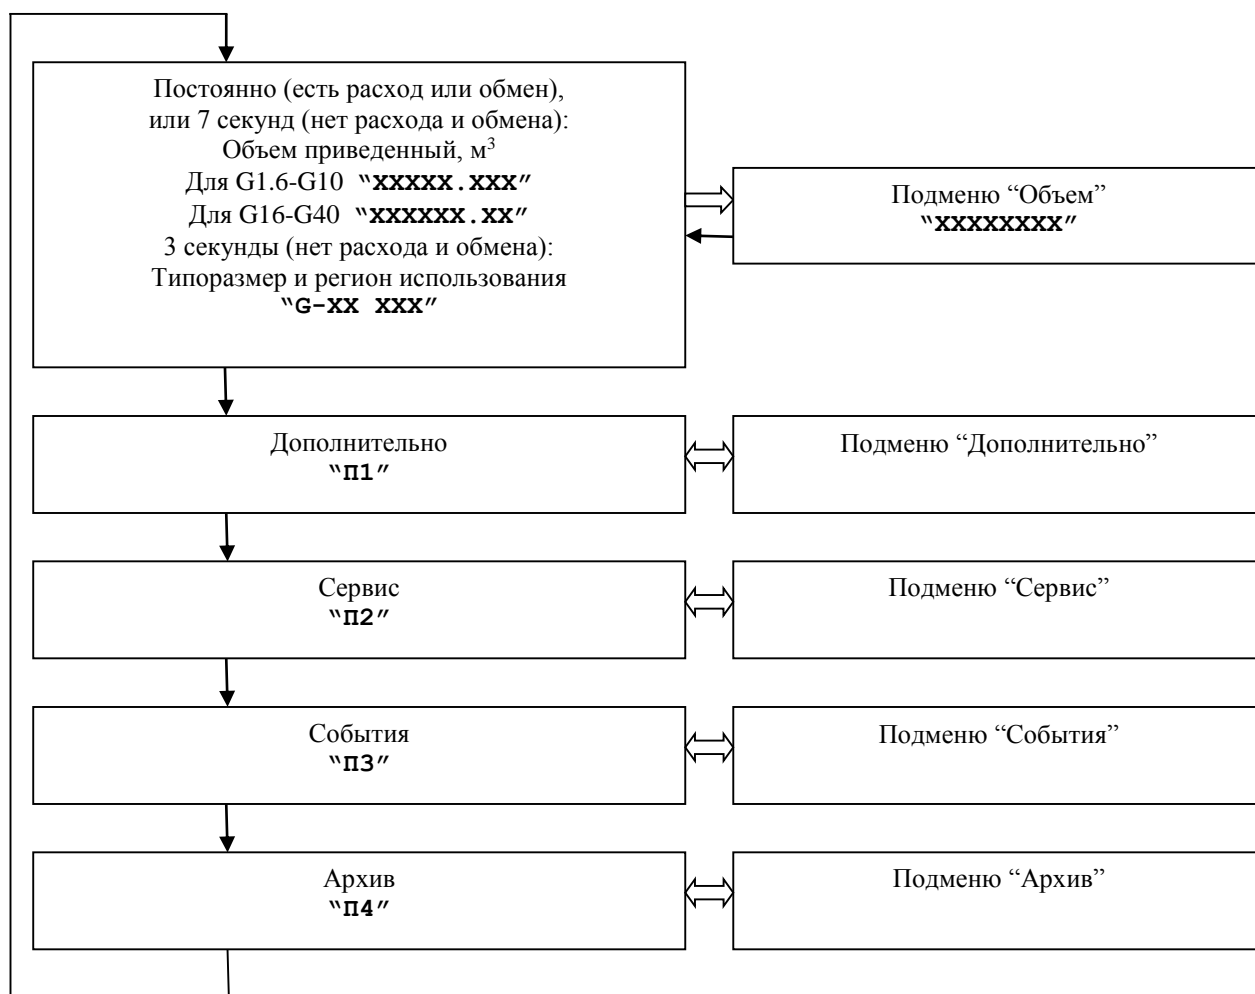 Постоянно (есть расход или обмен),
или 7 секунд (нет расхода и обмена):
Объем приведенный, м³
Для G1.6-G10 “XXXXX.XXX”
Для G16-G40 “XXXXXX.XX”
3 секунды (нет расхода и обмена):
Типоразмер и регион использования
“G-XX XXX”
Подменю “Объем”
“XXXXXXXX”
Дополнительно
“П1”
Подменю “Дополнительно”
Сервис
“П2”
Подменю “Сервис”
События
“П3”
Подменю “События”
Архив
“П4”
Подменю “Архив”